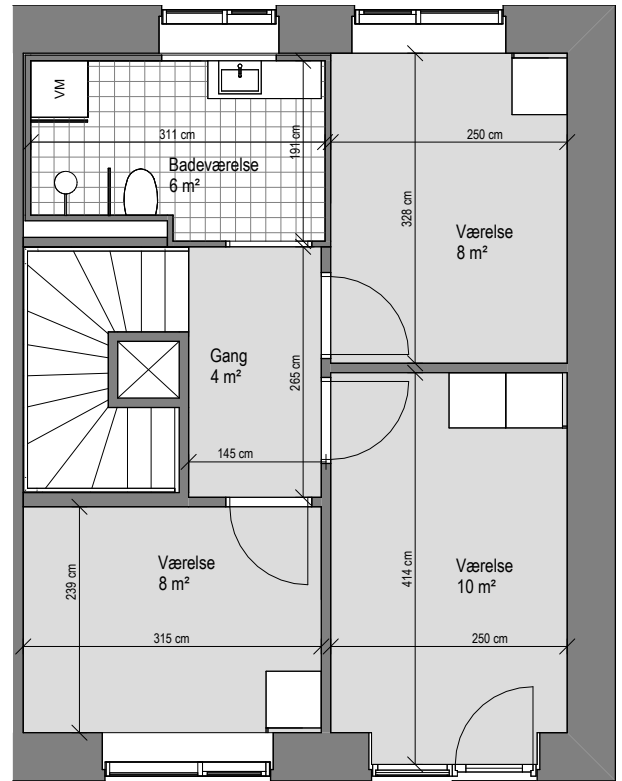 VM
311 cm
191 cm
Badeværelse
6 m²
250 cm
328 cm
Værelse
8 m²
Gang
4 m²
265 cm
145 cm
Værelse
8 m²
239 cm
315 cm
Værelse
10 m²
414 cm
250 cm